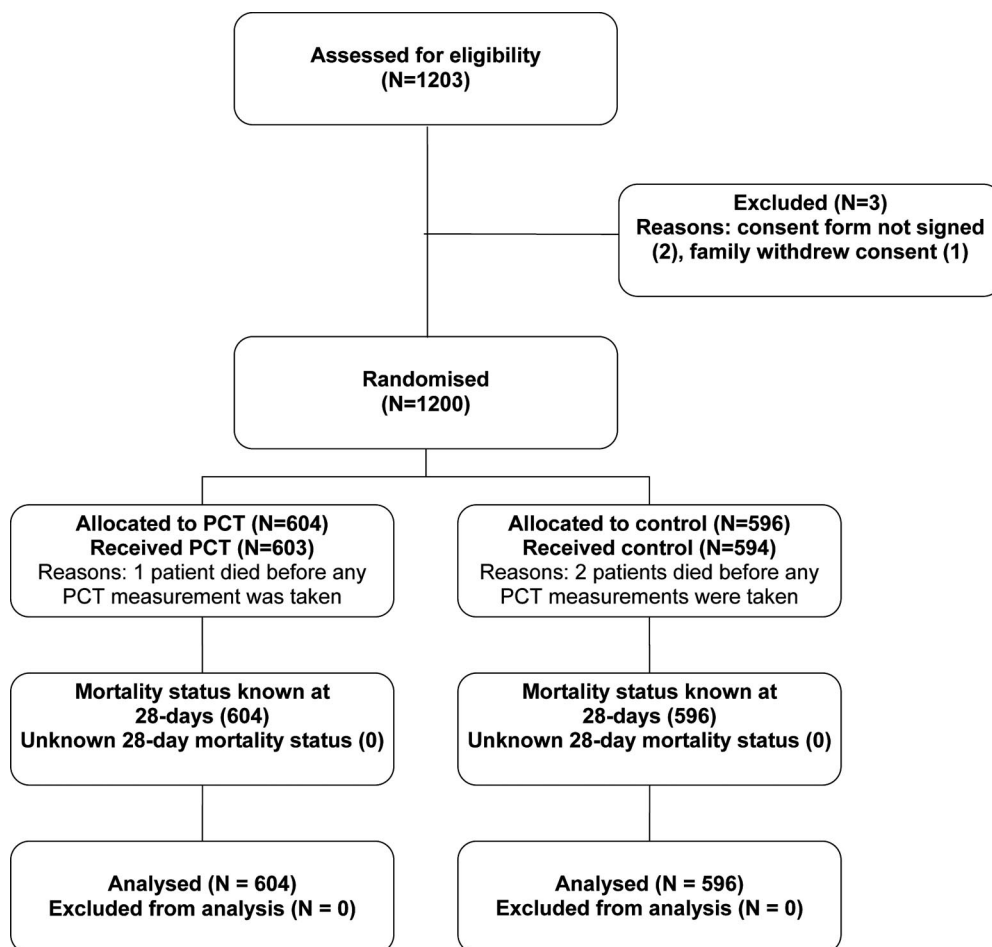 Assessed for eligibility
(N=1203)
Excluded (N=3)
Reasons: consent form not signed
(2), family withdrew consent (1)
Randomised
(N=1200)
Allocated to PCT (N=604)
Received PCT (N=603)
Reasons: 1 patient died before any
PCT measurement was taken
Allocated to control (N=596)
Received control (N=594)
Reasons: 2 patients died before any
PCT measurements were taken
Mortality status known at
28-days (604)
Unknown 28-day mortality status (0)
Mortality status known at
28-days (596)
Unknown 28-day mortality status (0)
Analysed (N = 604)
Excluded from analysis (N = 0)
Analysed (N = 596)
Excluded from analysis (N = 0)